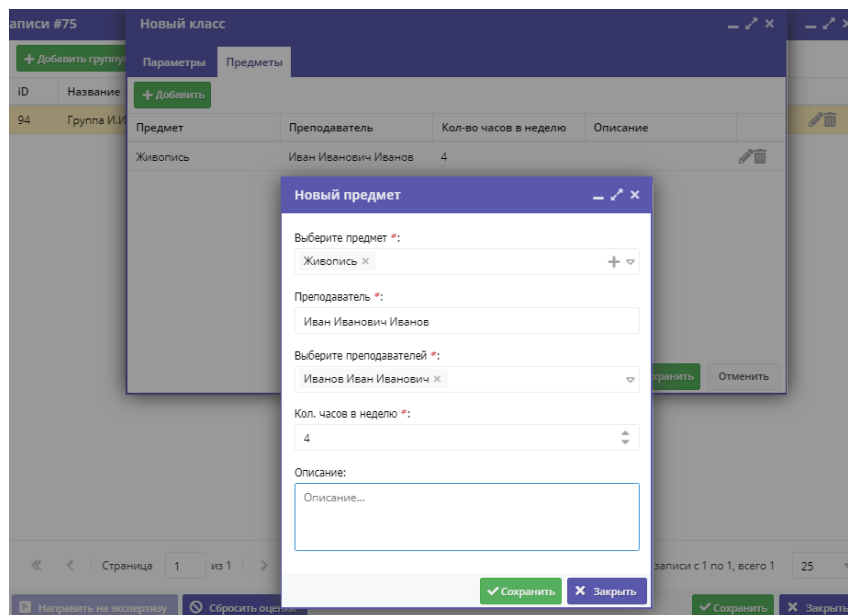 аписи #75
Новый класс
Добавить группу
Параметры
Предметы
iD
Название
Добавить
94
Группа И.И
Предмет
Преподаватель
Кол-во часов в неделю
Описание
Живопись
Иван Иванович Иванов
4
Новый предмет
Выберите предмет *:
Живопись
Преподаватель *:
Иван Иванович Иванов
Выберите преподавателей *:
Иванов Иван Иванович
хранить
Отменить
Кол. часов в неделю *:
4
Описание:
Описание...
Страница 1 из 1
записи с 1 по 1, всего 1
25
Сохранить
Закрыть
Направить на экспертизу
Сбросить оценки
Сохранить
Закрыть